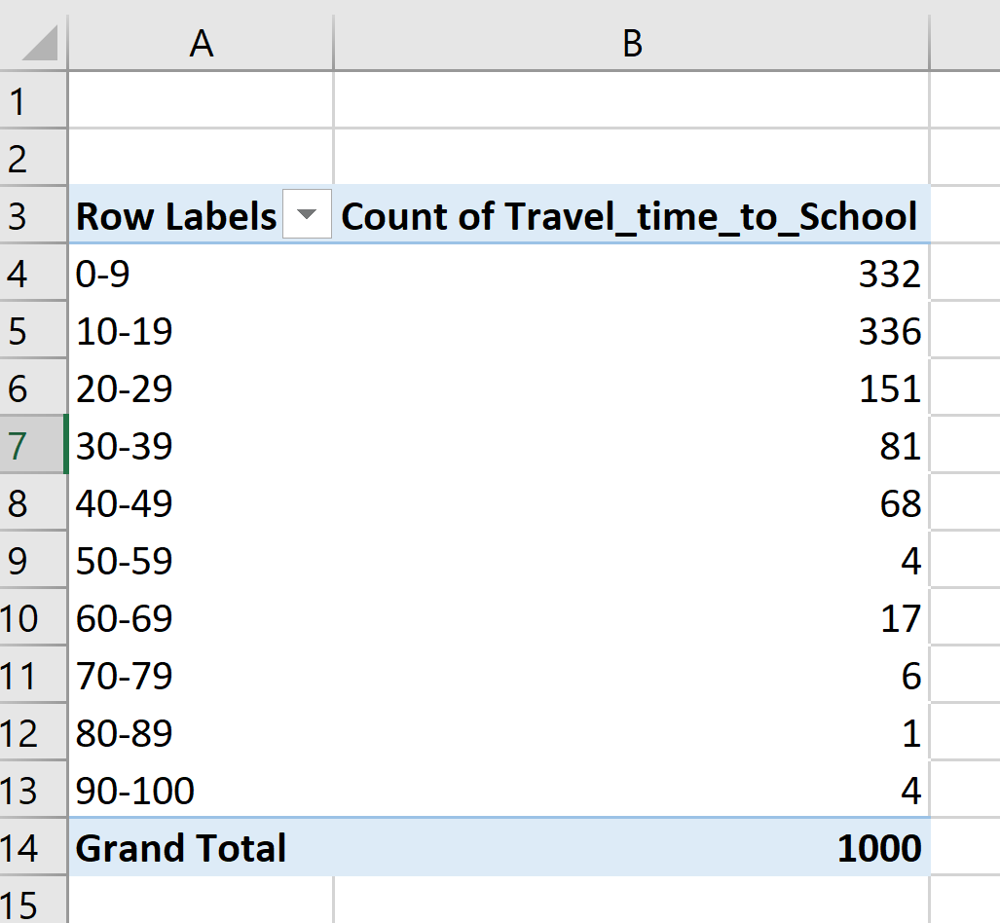 A B
1
2
3 Row Labels Count of Travel_time_to_School
4 0-9 332
5 10-19 336
6 20-29 151
7 30-39 81
8 40-49 68
9 50-59 4
10 60-69 17
11 70-79 6
12 80-89 1
13 90-100 4
14 Grand Total 1000
15